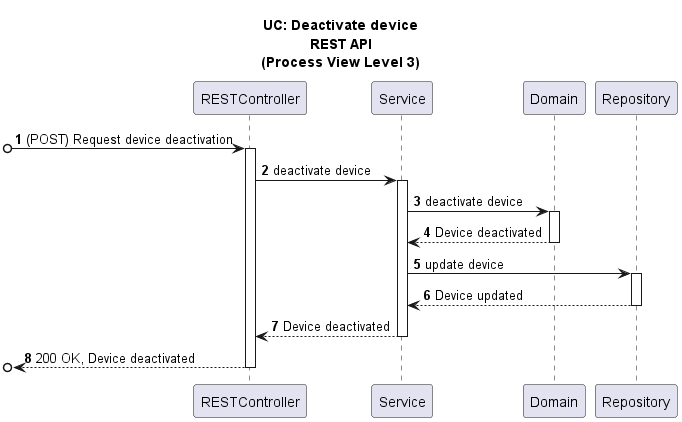 UC: Deactivate device
REST API
(Process View Level 3)
RESTController Service Domain Repository
1 (POST) Request device deactivation
2 deactivate device
3 deactivate device
4 Device deactivated
5 update device
6 Device updated
7 Device deactivated
8 200 OK, Device deactivated
RESTController Service Domain Repository